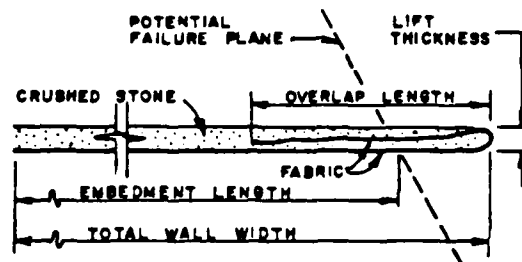 POTENTIAL
FAILURE PLANE
LIFT
THICKNESS
CRUSHED STONE
OVERLAP LENGTH
FABRIC
EMBEDMENT LENGTH
TOTAL WALL WIDTH